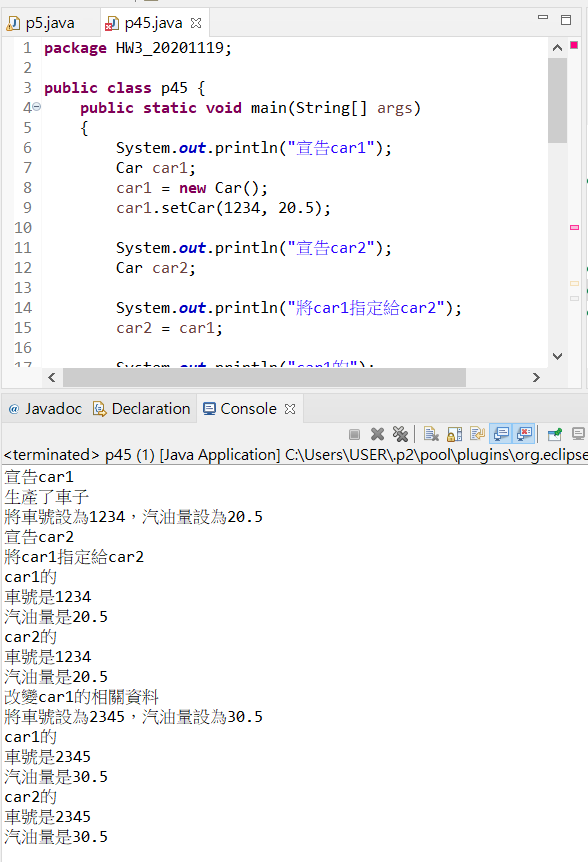 p5.java p45.java
1 package HW3_20201119;
2
3 public class p45 {
4 public static void main(String[] args)
5 {
6 System.out.println("宣告car1");
7 Car car1;
8 car1 = new Car();
9 car1.setCar(1234, 20.5);
10
11 System.out.println("宣告car2");
12 Car car2;
13
14 System.out.println("將car1指定給car2");
15 car2 = car1;
16
17 System.out.println("car1的");
@ Javadoc Declaration Console
<terminated> p45 (1) [Java Application] C:\Users\USER\.p2\pool\plugins\org.eclipse
宣告car1
生產了車子
將車號設為1234，汽油量設為20.5
宣告car2
將car1指定給car2
car1的
車號是1234
汽油量是20.5
car2的
車號是1234
汽油量是20.5
改變car1的相關資料
將車號設為2345，汽油量設為30.5
car1的
車號是2345
汽油量是30.5
car2的
車號是2345
汽油量是30.5